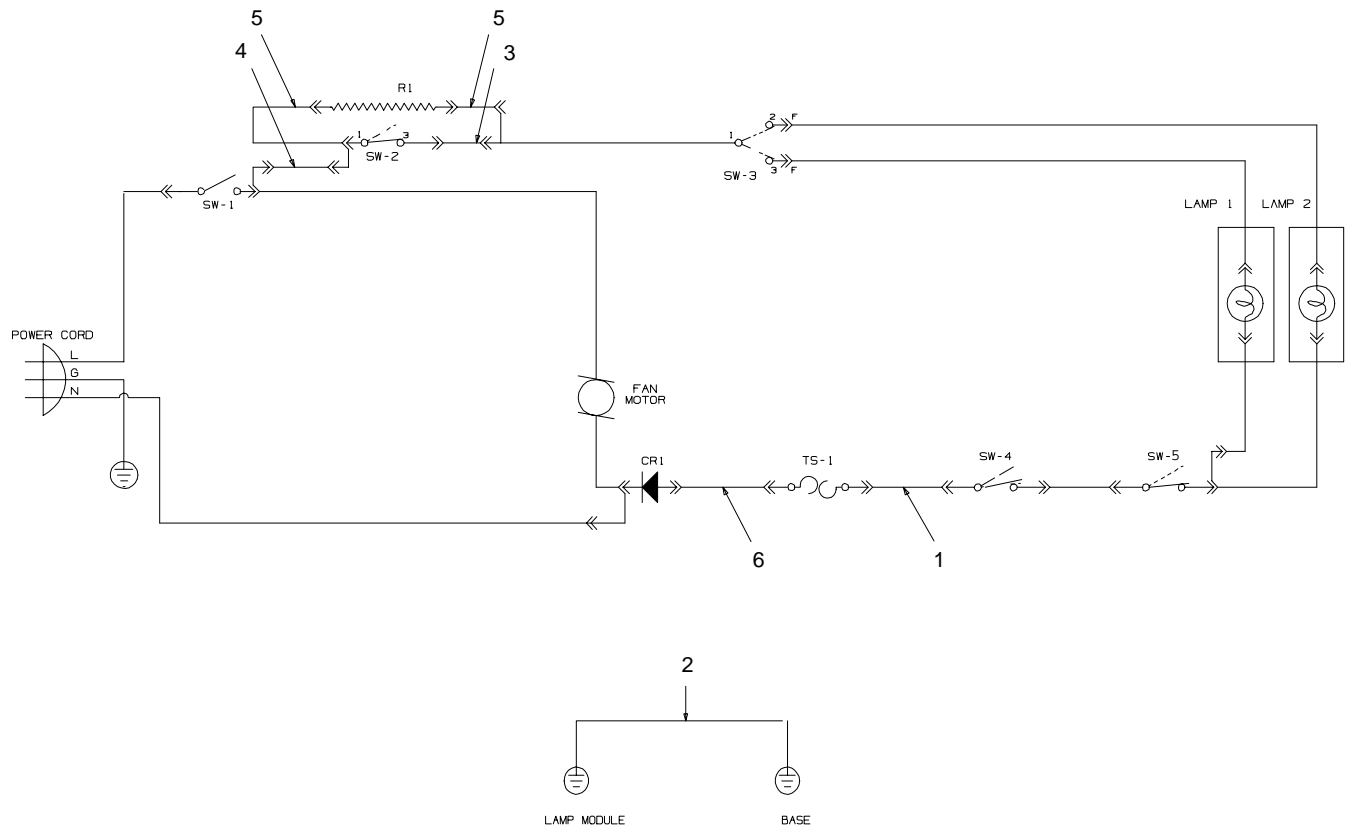 5
5
4
3
R1
1
3
SW-2
SW-1
2 F
1
3 F
SW-3
LAMP 1
LAMP 2
POWER CORD
L
G
N
FAN
MOTOR
CR1
TS-1
SW-4
SW-5
6
1
2
LAMP MODULE
BASE